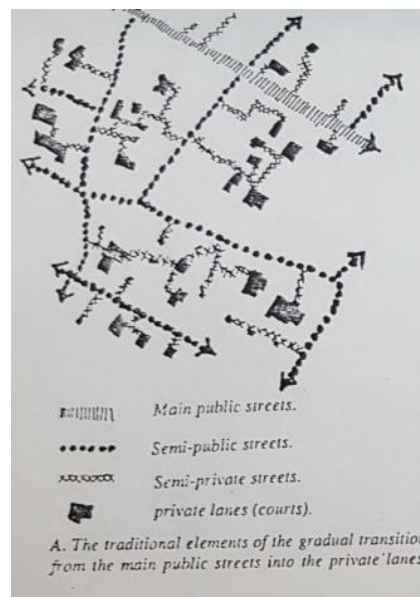 Main public streets.
Semi-public streets.
Semi-private streets.
private lanes (courts).
A. The traditional elements of the gradual transition
from the main public streets into the private lanes